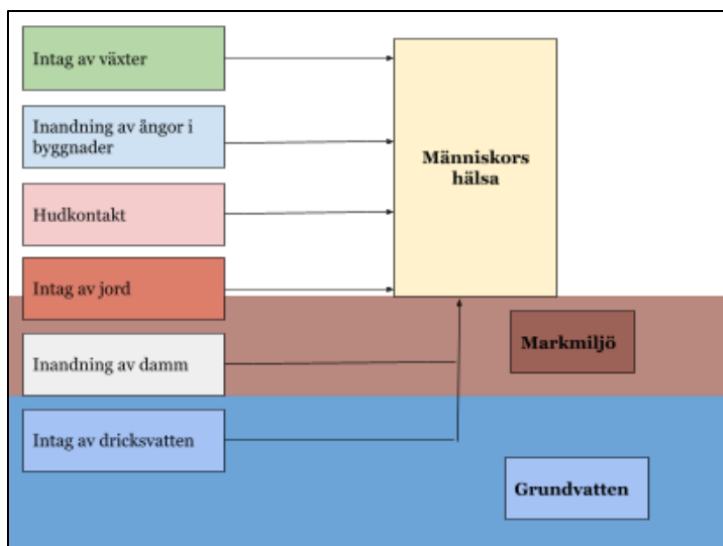 Intag av växter
Inandning av ångor i
byggnader
Hudkontakt
Intag av jord
Inandning av damm
Intag av dricksvatten
Människors
hälsa
Markmiljö
Grundvatten